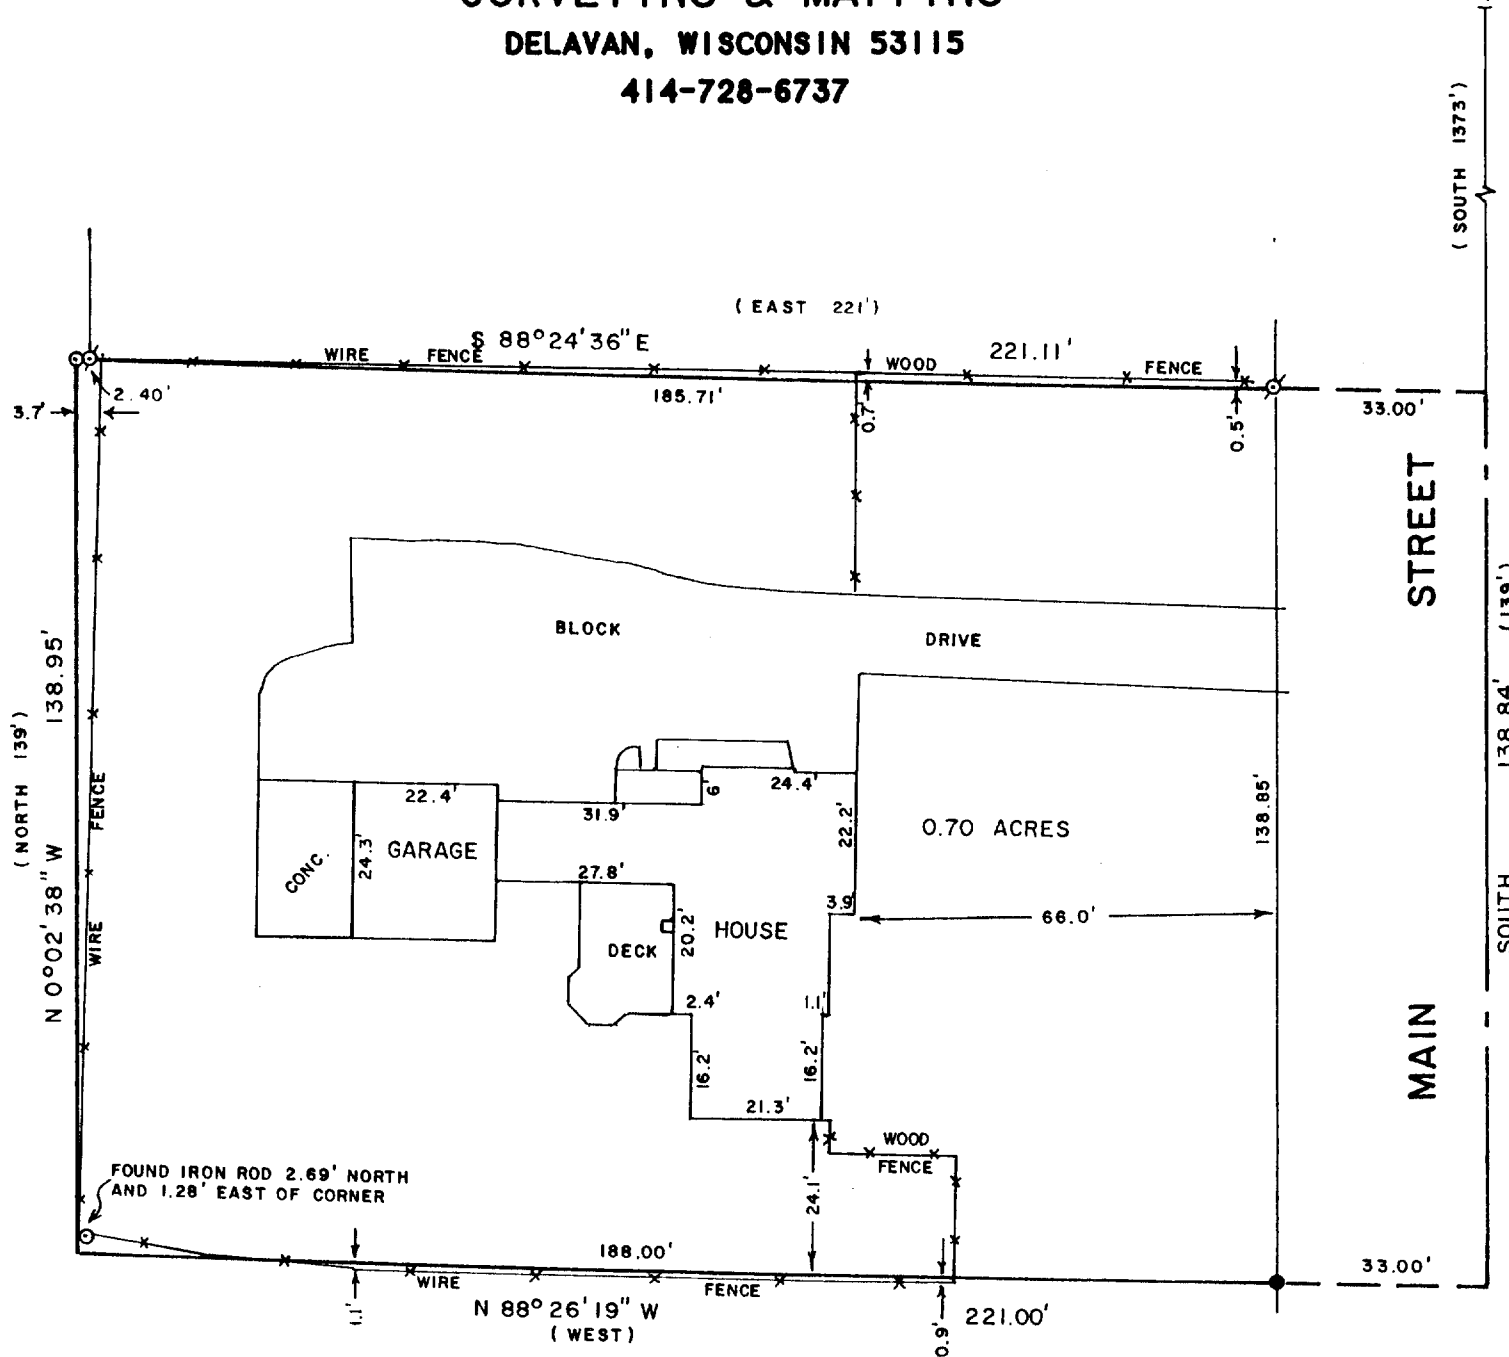 SURVEYING & MAPPING
DELAVAN, WISCONSIN 53115
414-728-6737
(SOUTH 1373')
(EAST 221')
S 88°24'36"E
221.11'
WIRE FENCE
WOOD FENCE
2.40'
185.71'
3.7'
0.7'
0.5'
33.00'
STREET
(139')
BLOCK DRIVE
138.95'
(NORTH 139')
N 0°02'38" W
WIRE FENCE
138.84'
SOUTH
22.4'
31.9'
6'
24.4'
22.2'
0.70 ACRES
138.85'
CONC.
24.3'
GARAGE
27.8'
3.9'
66.0'
DECK
20.2'
HOUSE
2.4'
1.1'
MAIN
16.2'
16.2'
21.3'
WOOD
FENCE
24.1'
FOUND IRON ROD 2.69' NORTH
AND 1.28' EAST OF CORNER
188.00'
33.00'
WIRE FENCE
1.1'
N 88°26'19" W
(WEST)
0.9'
221.00'